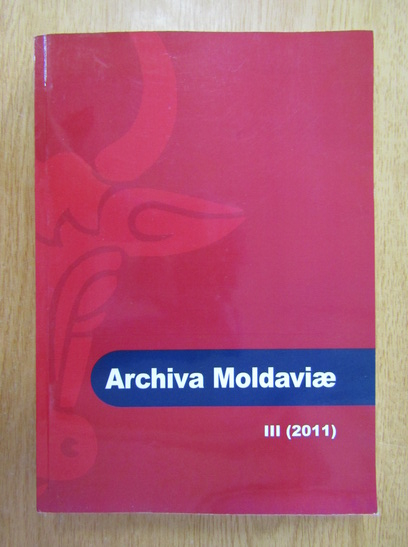 Archiva Moldaviæ
III (2011)